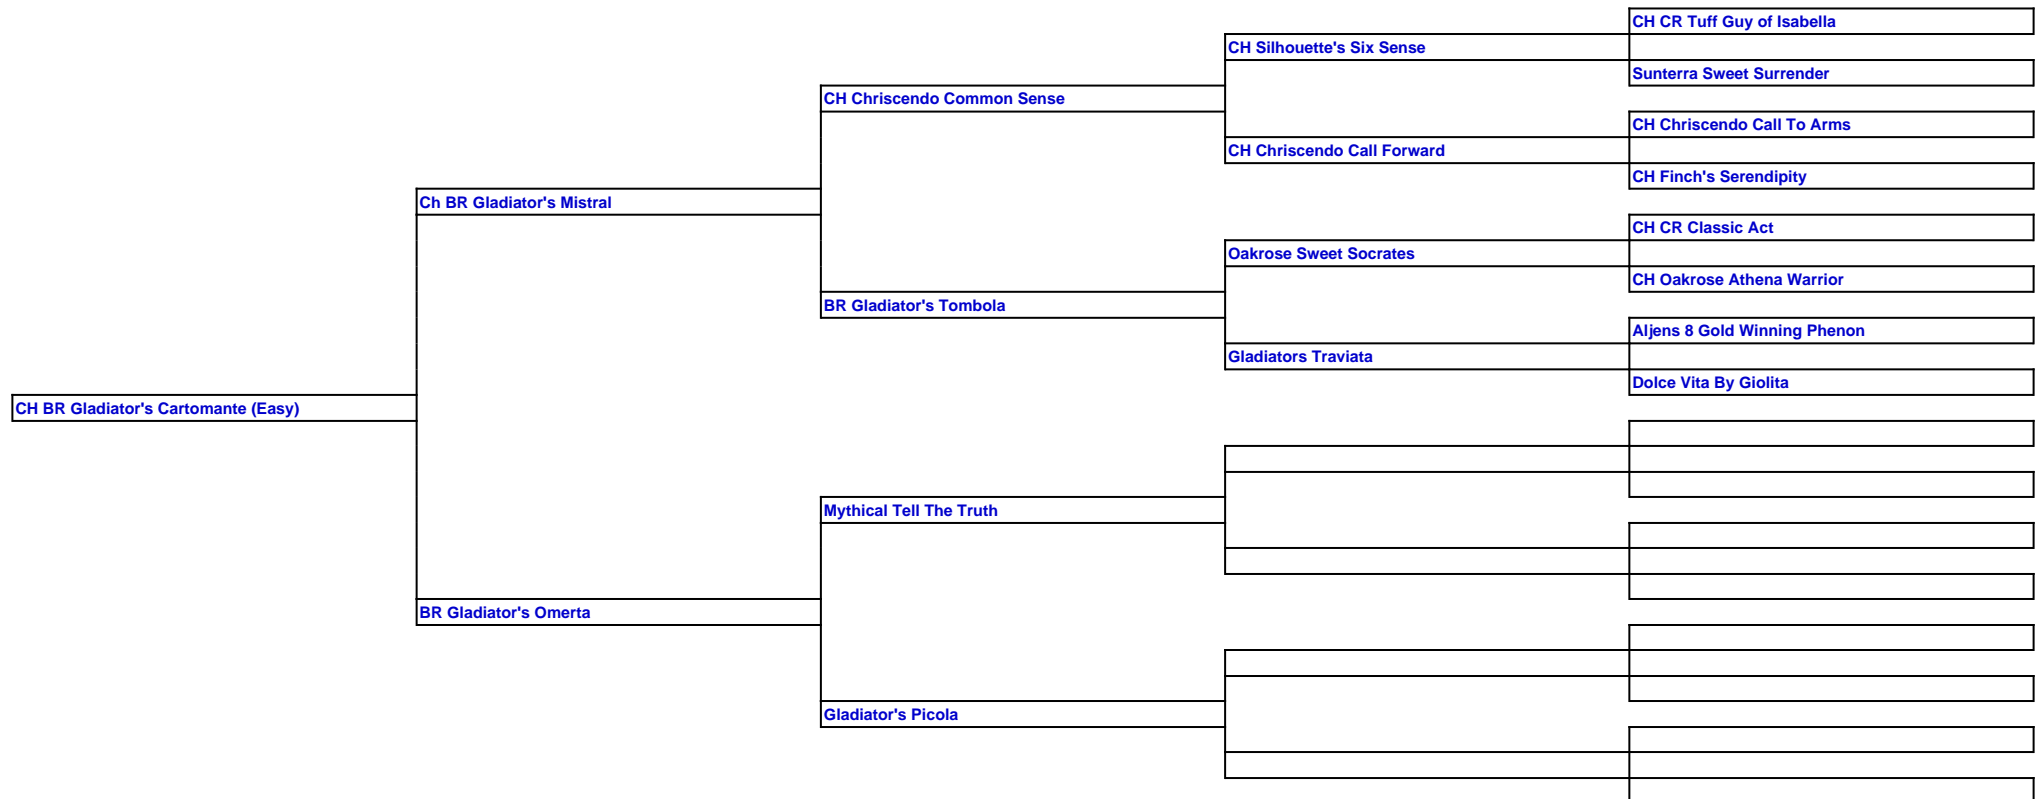 CH CR Tuff Guy of Isabella
CH Silhouette's Six Sense
Sunterra Sweet Surrender
CH Chriscendo Common Sense
CH Chriscendo Call To Arms
CH Chriscendo Call Forward
CH Finch's Serendipity
Ch BR Gladiator's Mistral
CH CR Classic Act
Oakrose Sweet Socrates
CH Oakrose Athena Warrior
BR Gladiator's Tombola
Aljens 8 Gold Winning Phenon
Gladiators Traviata
Dolce Vita By Giolita
CH BR Gladiator's Cartomante (Easy)
Mythical Tell The Truth
BR Gladiator's Omerta
Gladiator's Picola